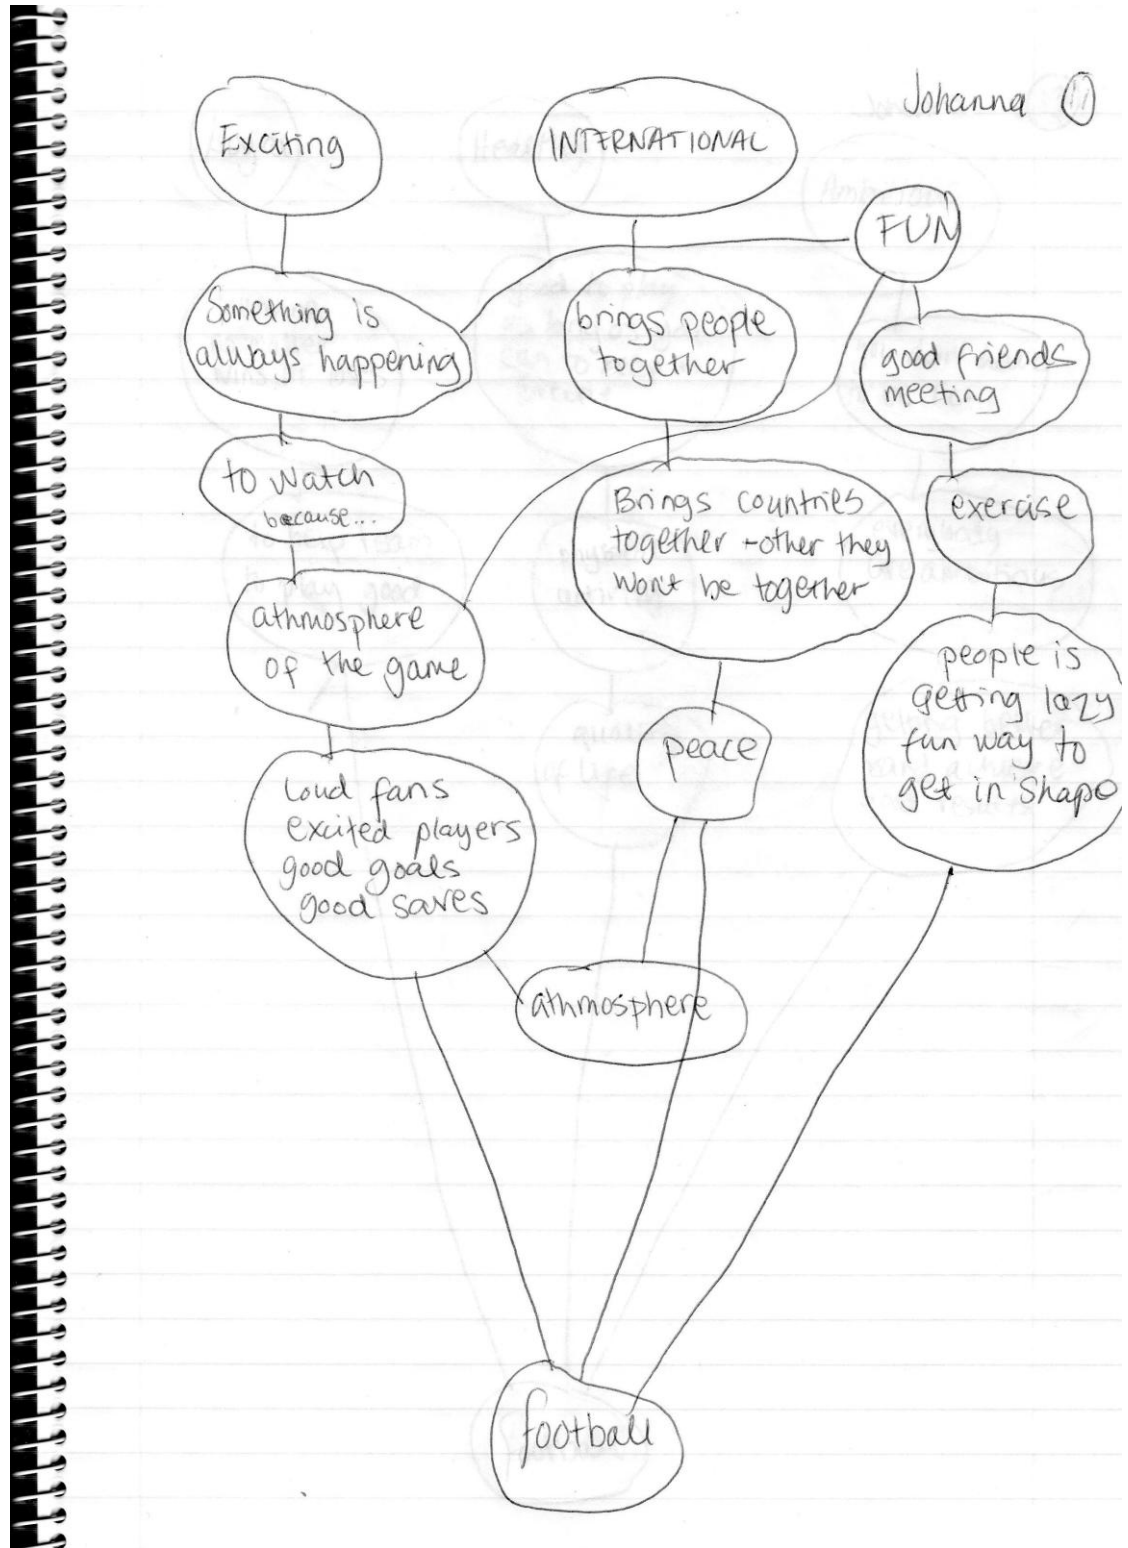 Johanna 11
Exciting
INTERNATIONAL
FUN
Something is
always happening
brings people
together
good friends
meeting
to watch
because...
Brings countries
together - other they
won't be together
exercise
athmosphere
of the game
people is
getting lazy
fun way to
get in shape
peace
Loud fans
excited players
good goals
good saves
athmosphere
football